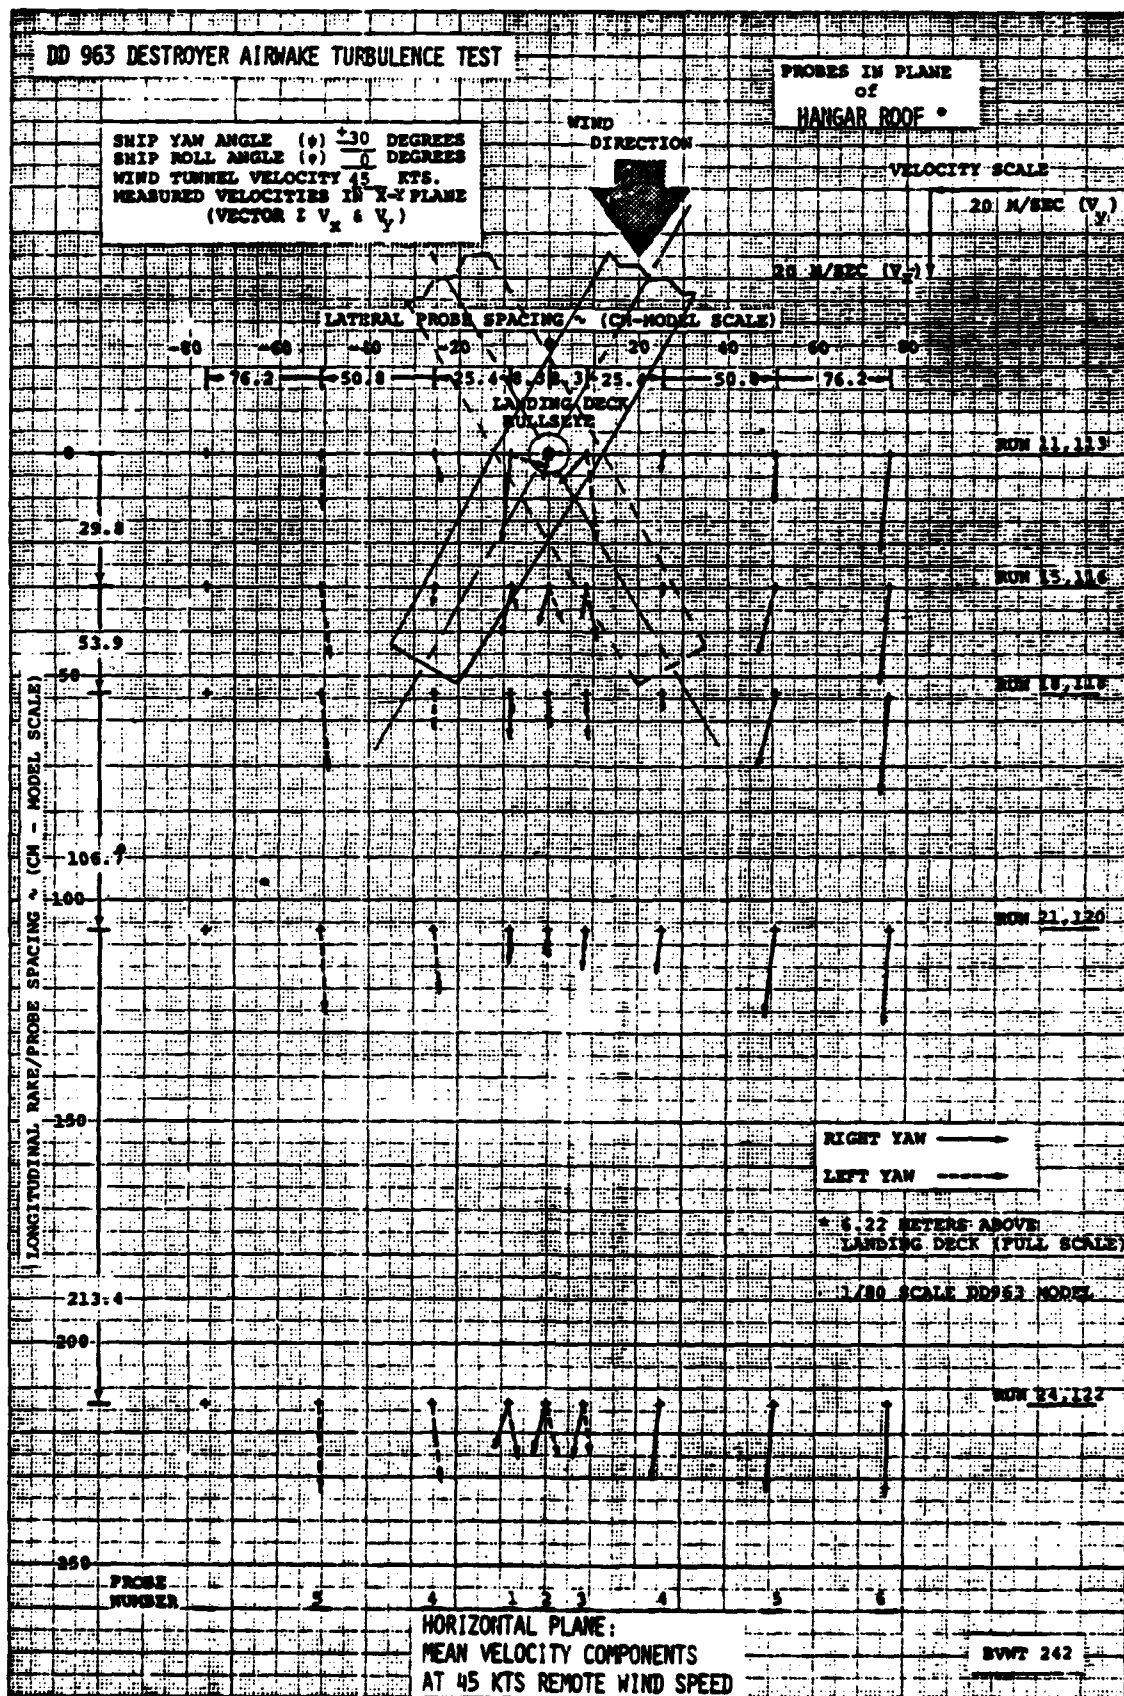 DD 963 DESTROYER AIRWAKE TURBULENCE TEST
PROBES IN PLANE
of
HANGAR ROOF *
SHIP YAW ANGLE (ψ) ±30 DEGREES
SHIP ROLL ANGLE (φ) 0 DEGREES
WIND TUNNEL VELOCITY 45 KTS.
MEASURED VELOCITIES IN X-Y PLANE
(VECTOR Σ Vx & Vy)
WIND
DIRECTION
VELOCITY SCALE
20 M/SEC (Vy)
20 M/SEC (Vx)
LATERAL PROBE SPACING ~ (CM-MODEL SCALE)
-80 -60 -40 -20 0 20 40 60 80
76.2 50.8 25.4 8.3 8.3 25.4 50.8 76.2
LANDING DECK
BULLSEYE
0
RUN 11,113
29.8
RUN 15,116
53.9
50
RUN 18,118
106.7
100
RUN 21,120
LONGITUDINAL RAKE/PROBE SPACING ~ (CM - MODEL SCALE)
150
RIGHT YAW
LEFT YAW
* 6.22 METERS ABOVE
LANDING DECK (FULL SCALE)
1/80 SCALE DD963 MODEL
213.4
200
RUN 24,122
250
PROBE
NUMBER
5 4 1 2 3 4 5 6
HORIZONTAL PLANE:
MEAN VELOCITY COMPONENTS
AT 45 KTS REMOTE WIND SPEED
BVWT 242